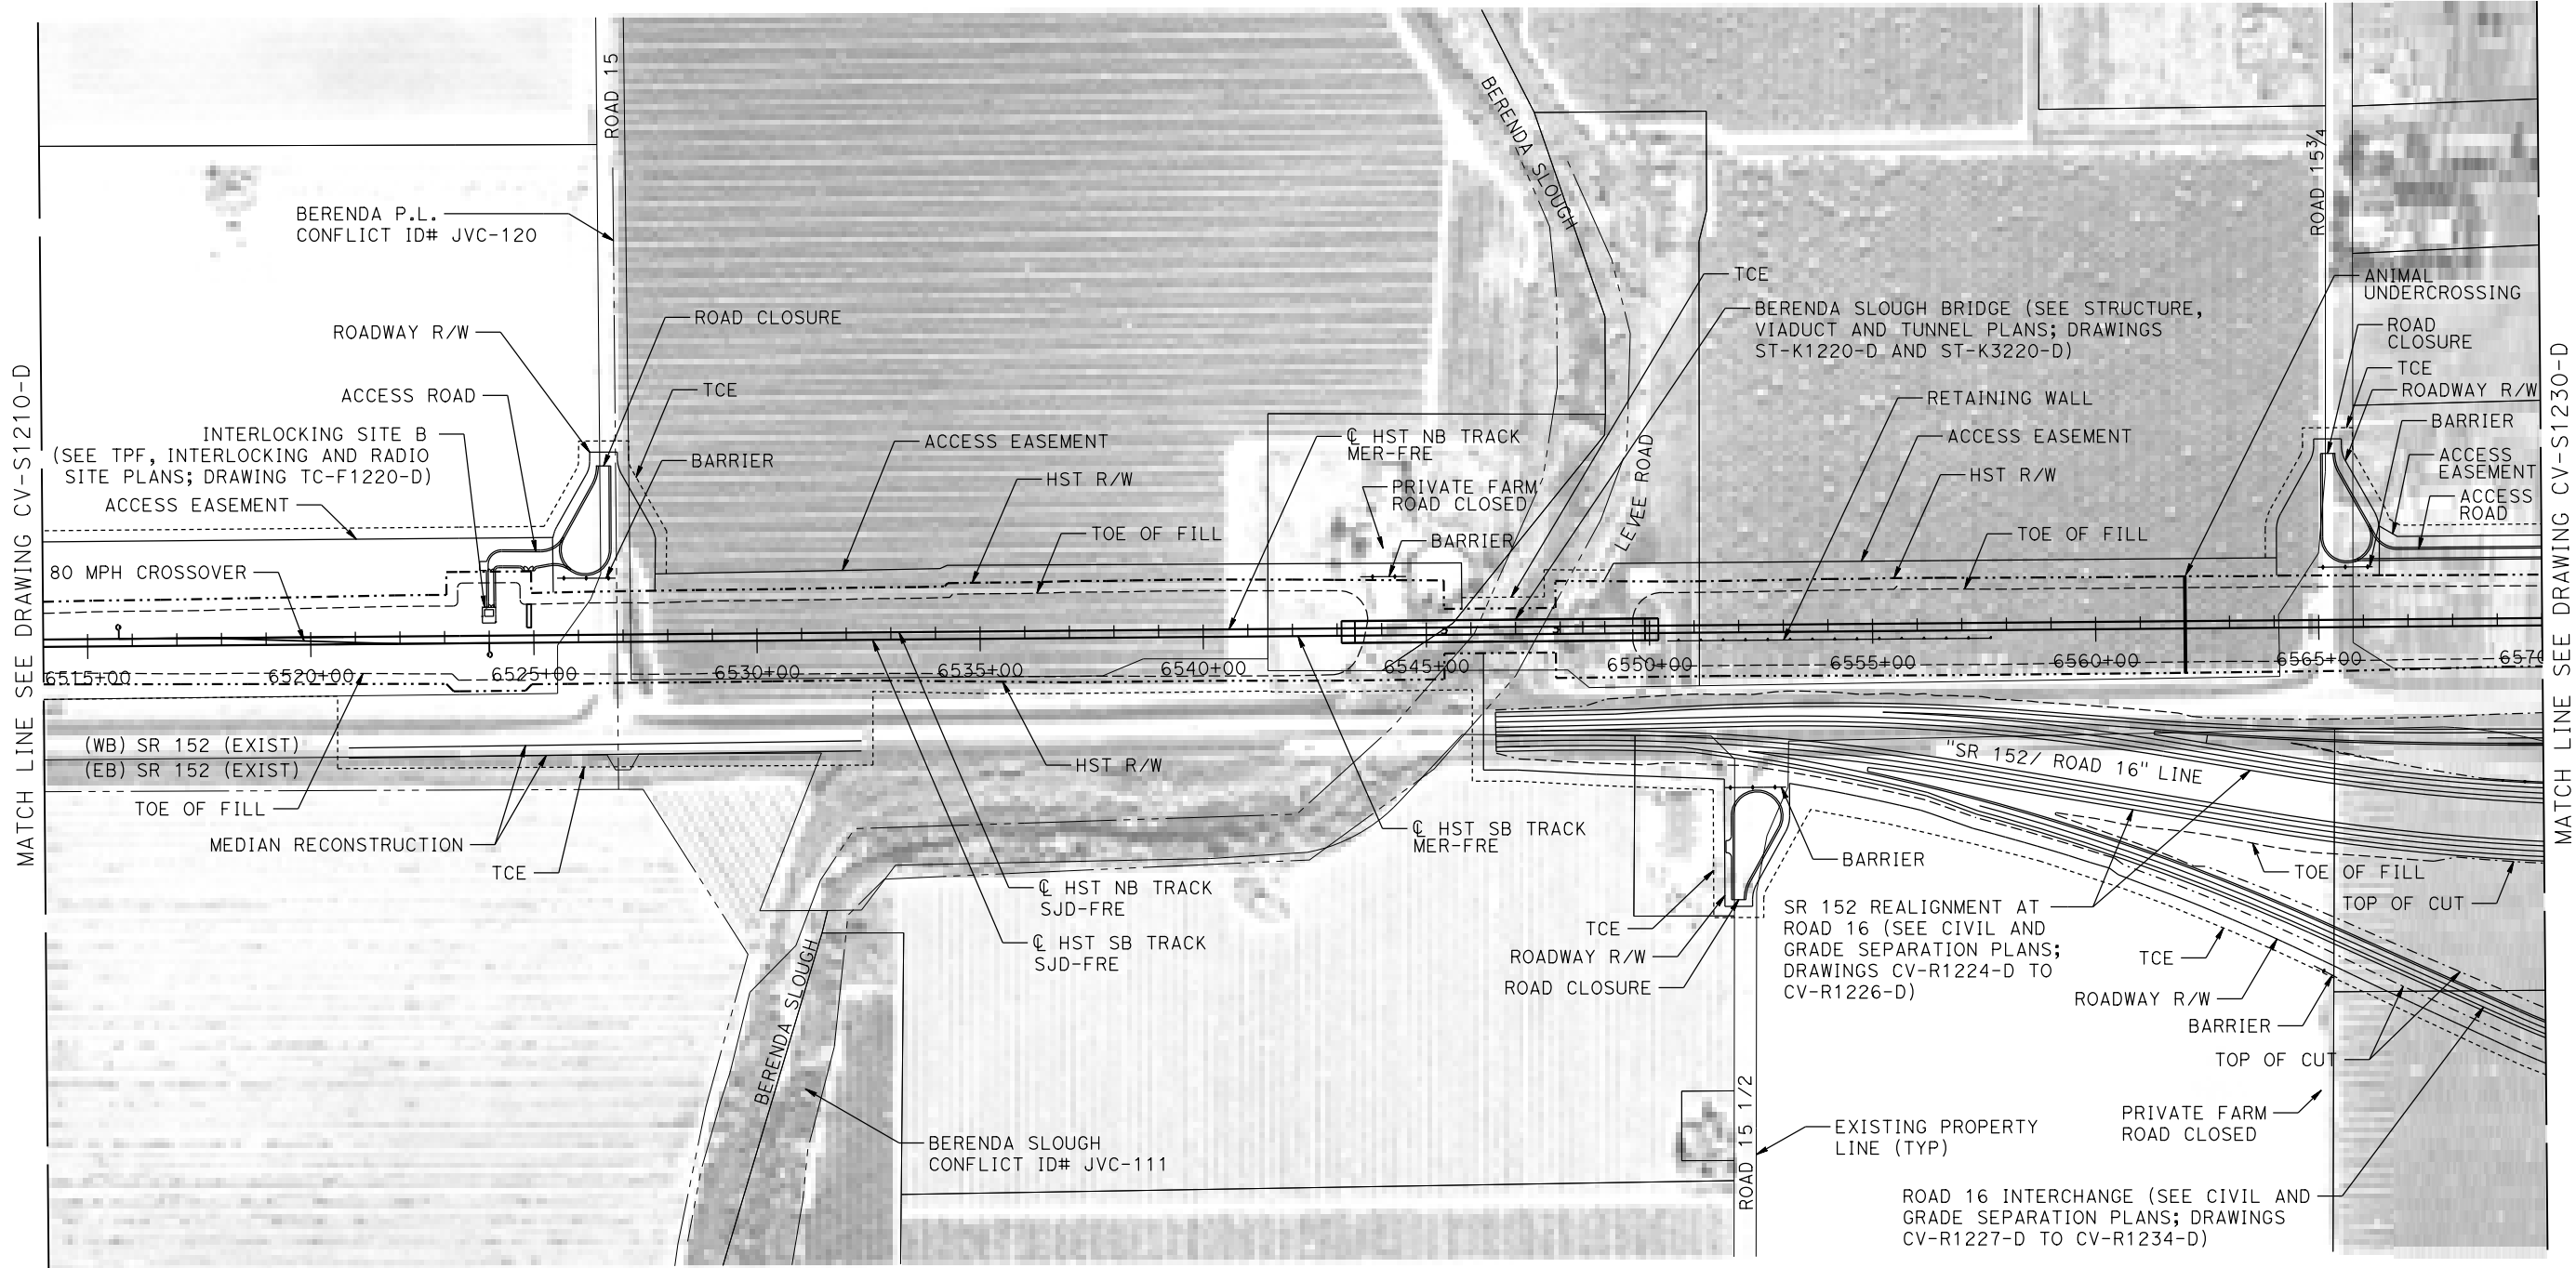 MATCH LINE SEE DRAWING CV-S1210-D
ROAD 15
BERENDA P.L.
CONFLICT ID# JVC-120
ROADWAY R/W
ROAD CLOSURE
ACCESS ROAD
TCE
INTERLOCKING SITE B
(SEE TPF, INTERLOCKING AND RADIO
SITE PLANS; DRAWING TC-F1220-D)
BARRIER
ACCESS EASEMENT
80 MPH CROSSOVER
ACCESS EASEMENT
HST R/W
TOE OF FILL
℄ HST NB TRACK
MER-FRE
PRIVATE FARM
ROAD CLOSED
BARRIER
BERENDA SLOUGH
TCE
BERENDA SLOUGH BRIDGE (SEE STRUCTURE,
VIADUCT AND TUNNEL PLANS; DRAWINGS
ST-K1220-D AND ST-K3220-D)
RETAINING WALL
ACCESS EASEMENT
HST R/W
TOE OF FILL
LEVEE ROAD
ROAD 15¾
ANIMAL
UNDERCROSSING
ROAD
CLOSURE
TCE
ROADWAY R/W
BARRIER
ACCESS
EASEMENT
ACCESS
ROAD
6515+00
6520+00
6525+00
6530+00
6535+00
6540+00
6545+00
6550+00
6555+00
6560+00
6565+00
6570
(WB) SR 152 (EXIST)
(EB) SR 152 (EXIST)
TOE OF FILL
MEDIAN RECONSTRUCTION
TCE
HST R/W
℄ HST SB TRACK
MER-FRE
℄ HST NB TRACK
SJD-FRE
℄ HST SB TRACK
SJD-FRE
BERENDA SLOUGH
BERENDA SLOUGH
CONFLICT ID# JVC-111
"SR 152/ ROAD 16" LINE
BARRIER
TOE OF FILL
TOP OF CUT
TCE
ROADWAY R/W
ROAD CLOSURE
SR 152 REALIGNMENT AT
ROAD 16 (SEE CIVIL AND
GRADE SEPARATION PLANS;
DRAWINGS CV-R1224-D TO
CV-R1226-D)
TCE
ROADWAY R/W
BARRIER
TOP OF CUT
ROAD 15 1/2
EXISTING PROPERTY
LINE (TYP)
PRIVATE FARM
ROAD CLOSED
ROAD 16 INTERCHANGE (SEE CIVIL AND
GRADE SEPARATION PLANS; DRAWINGS
CV-R1227-D TO CV-R1234-D)
MATCH LINE SEE DRAWING CV-S1230-D